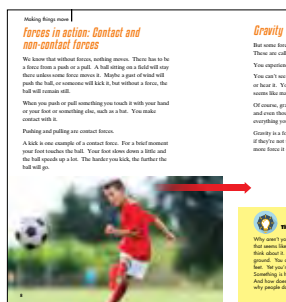 Making things move
Forces in action: Contact and
non-contact forces
We know that without forces, nothing moves. There has to be
a force from a push or a pull. A ball sitting on a field will stay
there unless some force moves it. Maybe a gust of wind will
push the ball, or someone will kick it, but without a force, the
ball will remain still.
When you push or pull something you touch it with your hand
or your foot or something else, such as a bat. You make
contact with it.
Pushing and pulling are contact forces.
A kick is one example of a contact force. For a brief moment
your foot touches the ball. Your foot slows down a little and
the ball speeds up a lot. The harder you kick, the further the
ball will go.
8
Gravity
But some forc
These are call
You experien
You can't see
or hear it. Yo
seems like ma
Of course, gra
and even thou
everything yo
Gravity is a fo
if they're not
more force it
Why aren't yo
that seems like
think about it.
ground. You c
feet. Yet you'r
Something is h
And how does
why people do